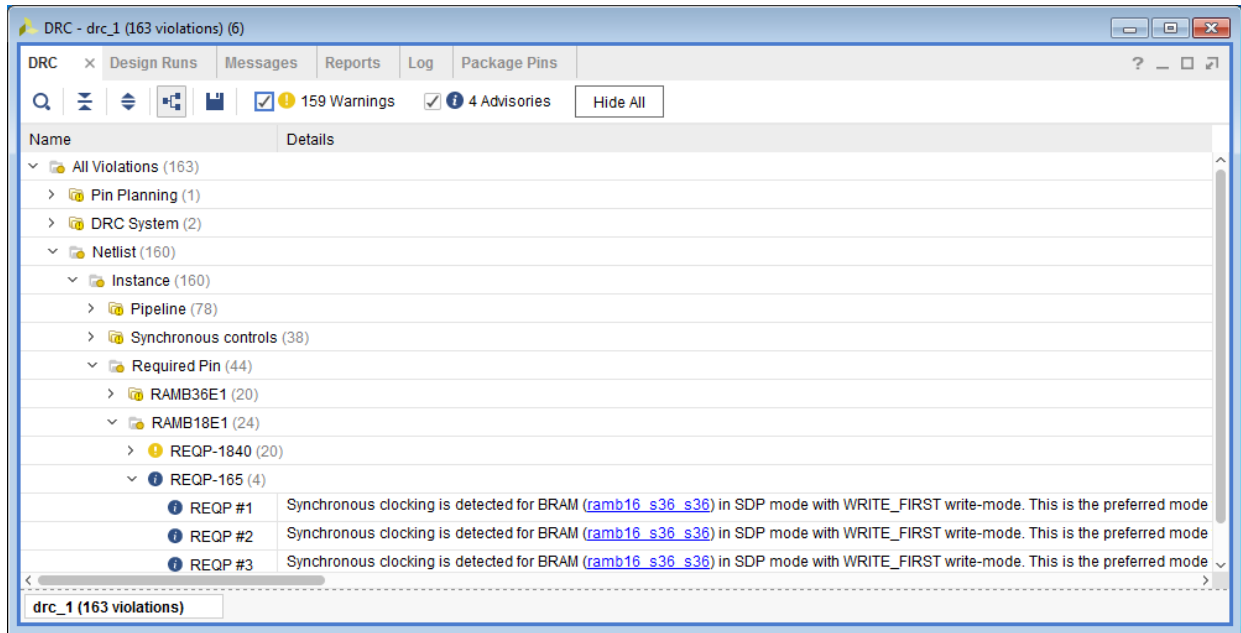 DRC - drc_1 (163 violations) (6)
DRC × Design Runs Messages Reports Log Package Pins ?
159 Warnings 4 Advisories Hide All
Name Details
All Violations (163)
Pin Planning (1)
DRC System (2)
Netlist (160)
Instance (160)
Pipeline (78)
Synchronous controls (38)
Required Pin (44)
RAMB36E1 (20)
RAMB18E1 (24)
REQP-1840 (20)
REQP-165 (4)
REQP #1 Synchronous clocking is detected for BRAM (ramb16_s36_s36) in SDP mode with WRITE_FIRST write-mode. This is the preferred mode
REQP #2 Synchronous clocking is detected for BRAM (ramb16_s36_s36) in SDP mode with WRITE_FIRST write-mode. This is the preferred mode
REQP #3 Synchronous clocking is detected for BRAM (ramb16_s36_s36) in SDP mode with WRITE_FIRST write-mode. This is the preferred mode
drc_1 (163 violations)